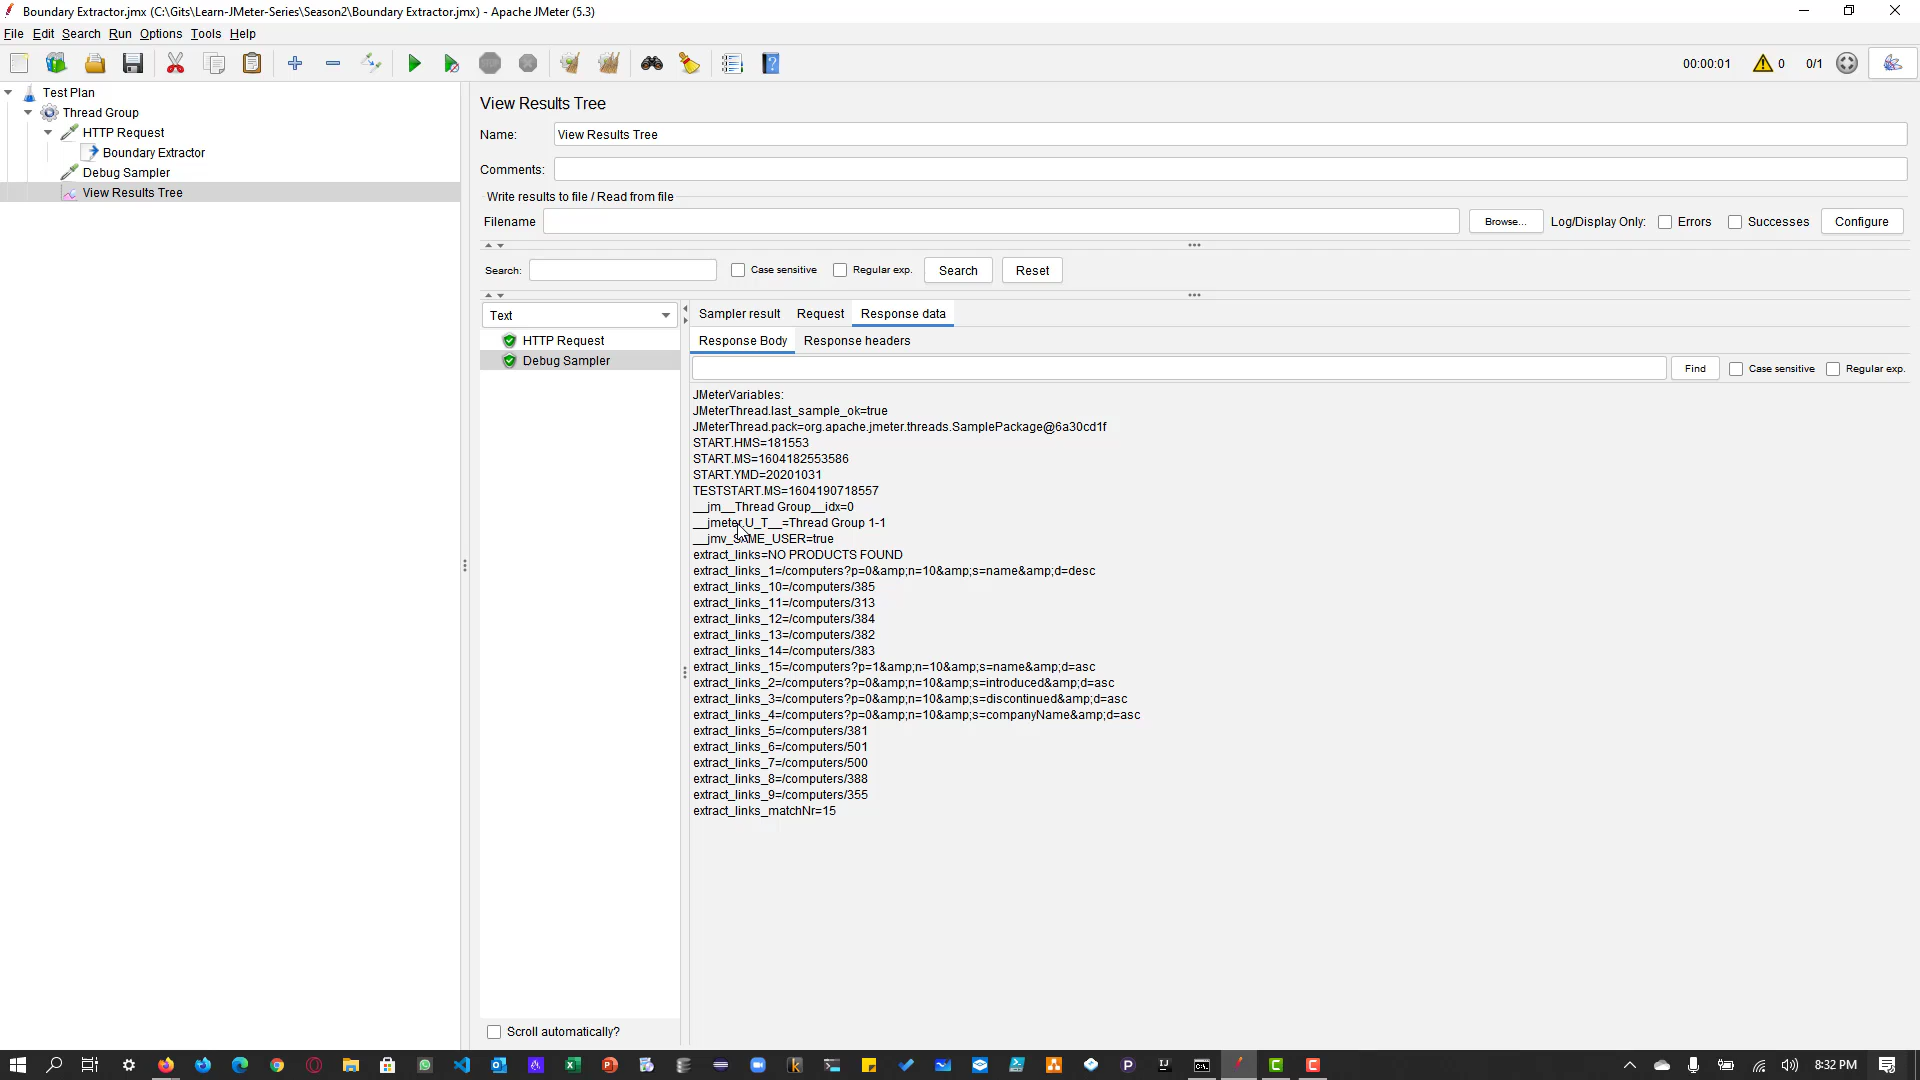 Boundary Extractor.jmx (C:\Gits\Learn-JMeter-Series\Season2\Boundary Extractor.jmx) - Apache JMeter (5.3)
File Edit Search Run Options Tools Help
00:00:01 0 0/1
Test Plan
Thread Group
HTTP Request
Boundary Extractor
Debug Sampler
View Results Tree
View Results Tree
Name: View Results Tree
Comments:
Write results to file / Read from file
Filename Browse... Log/Display Only: Errors Successes Configure
Search: Case sensitive Regular exp. Search Reset
Text
HTTP Request
Debug Sampler
Sampler result Request Response data
Response Body Response headers
Find Case sensitive Regular exp.
JMeterVariables:
JMeterThread.last_sample_ok=true
JMeterThread.pack=org.apache.jmeter.threads.SamplePackage@6a30cd1f
START.HMS=181553
START.MS=1604182553586
START.YMD=20201031
TESTSTART.MS=1604190718557
__jm__Thread Group__idx=0
__jmeter.U_T__=Thread Group 1-1
__jmv_SAME_USER=true
extract_links=NO PRODUCTS FOUND
extract_links_1=/computers?p=0&amp;n=10&amp;s=name&amp;d=desc
extract_links_10=/computers/385
extract_links_11=/computers/313
extract_links_12=/computers/384
extract_links_13=/computers/382
extract_links_14=/computers/383
extract_links_15=/computers?p=1&amp;n=10&amp;s=name&amp;d=asc
extract_links_2=/computers?p=0&amp;n=10&amp;s=introduced&amp;d=asc
extract_links_3=/computers?p=0&amp;n=10&amp;s=discontinued&amp;d=asc
extract_links_4=/computers?p=0&amp;n=10&amp;s=companyName&amp;d=asc
extract_links_5=/computers/381
extract_links_6=/computers/501
extract_links_7=/computers/500
extract_links_8=/computers/388
extract_links_9=/computers/355
extract_links_matchNr=15
Scroll automatically?
8:32 PM